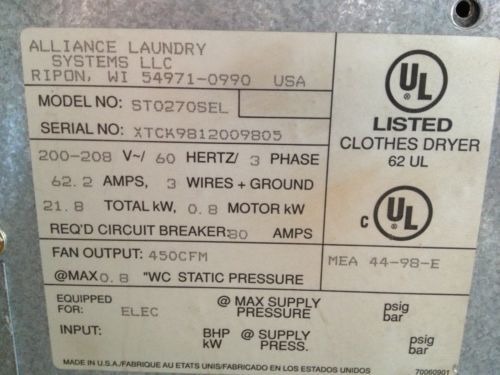 ALLIANCE LAUNDRY
SYSTEMS LLC
RIPON, WI 54971-0990 USA
MODEL NO: ST0270SEL
SERIAL NO: XTCK9812009805
200-208 V~/ 60 HERTZ/ 3 PHASE
62.2 AMPS, 3 WIRES + GROUND
21.8 TOTAL kW, 0.8 MOTOR kW
REQ'D CIRCUIT BREAKER: 80 AMPS
FAN OUTPUT: 450CFM
@MAX 0.8 "WC STATIC PRESSURE
UL
®
LISTED
CLOTHES DRYER
62 UL
C UL
®
MEA 44-98-E
EQUIPPED FOR: ELEC @ MAX SUPPLY PRESSURE psig bar
INPUT: BHP kW @ SUPPLY PRESS. psig bar
MADE IN U.S.A./FABRIQUE AU ETATS UNIS/FABRICADO EN LOS ESTADOS UNIDOS 70060901